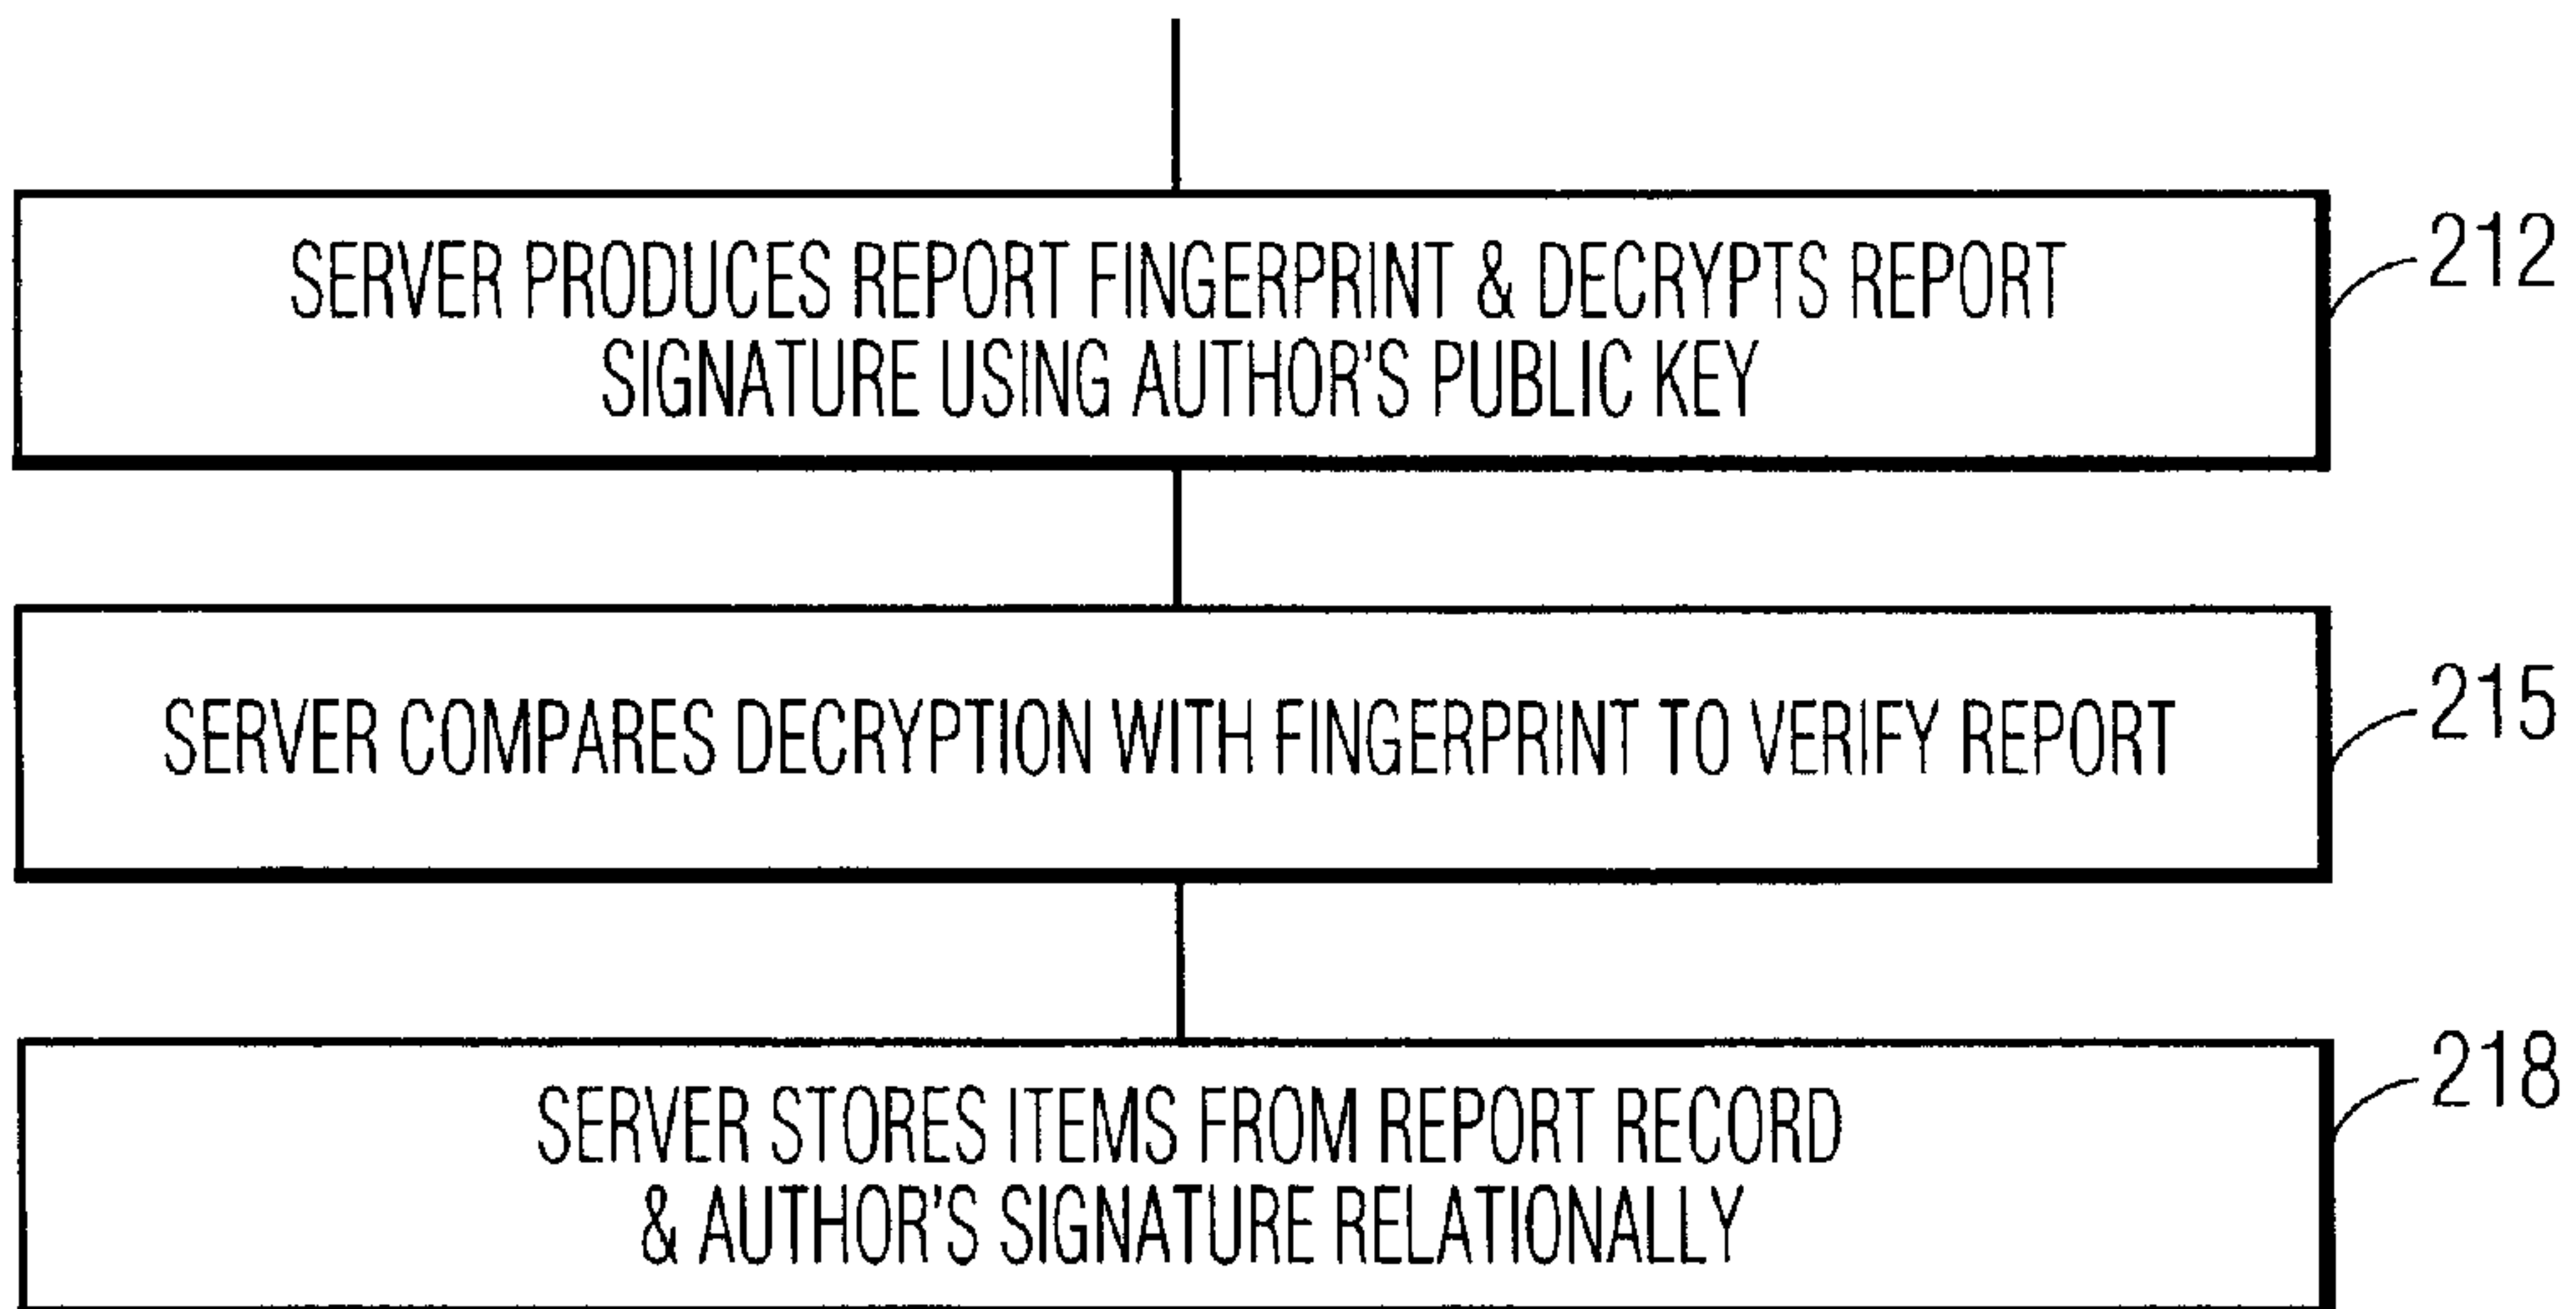 SERVER PRODUCES REPORT FINGERPRINT & DECRYPTS REPORT
SIGNATURE USING AUTHOR'S PUBLIC KEY
212
SERVER COMPARES DECRYPTION WITH FINGERPRINT TO VERIFY REPORT
215
SERVER STORES ITEMS FROM REPORT RECORD
& AUTHOR'S SIGNATURE RELATIONALLY
218